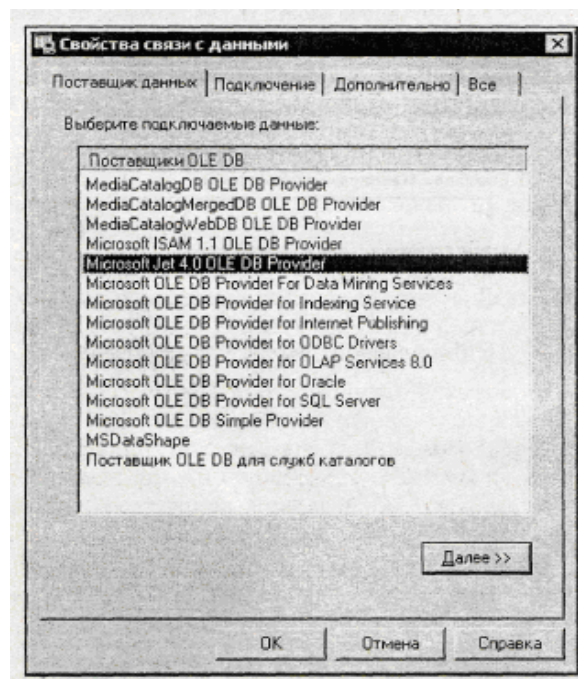 Свойства связи с данными
Поставщик данных Подключение Дополнительно Все
Выберите подключаемые данные:
Поставщики OLE DB
MediaCatalogDB OLE DB Provider
MediaCatalogMergedDB OLE DB Provider
MediaCatalogWebDB OLE DB Provider
Microsoft ISAM 1.1 OLE DB Provider
Microsoft Jet 4.0 OLE DB Provider
Microsoft OLE DB Provider For Data Mining Services
Microsoft OLE DB Provider for Indexing Service
Microsoft OLE DB Provider for Internet Publishing
Microsoft OLE DB Provider for ODBC Drivers
Microsoft OLE DB Provider for OLAP Services 8.0
Microsoft OLE DB Provider for Oracle
Microsoft OLE DB Provider for SQL Server
Microsoft OLE DB Simple Provider
MSDataShape
Поставщик OLE DB для служб каталогов
Далее >>
OK Отмена Справка